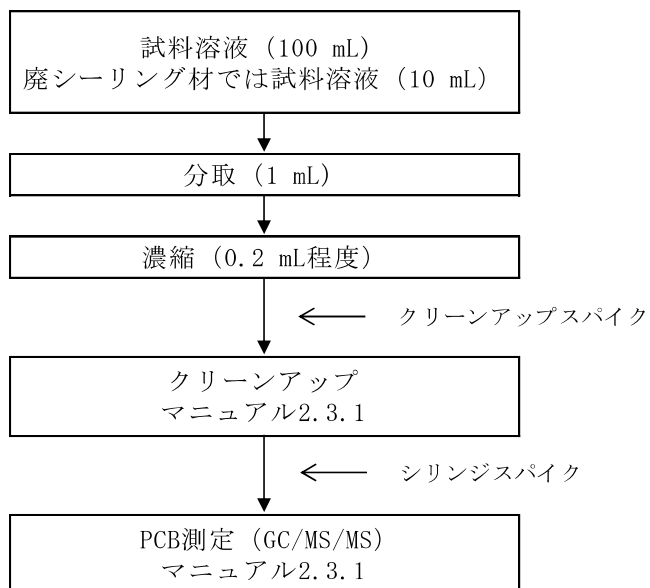 試料溶液 (100 mL)
廃シーリング材では試料溶液 (10 mL)
分取 (1 mL)
濃縮 (0.2 mL程度)
クリーンアップスパイク
クリーンアップ
マニュアル2.3.1
シリンジスパイク
PCB測定 (GC/MS/MS)
マニュアル2.3.1